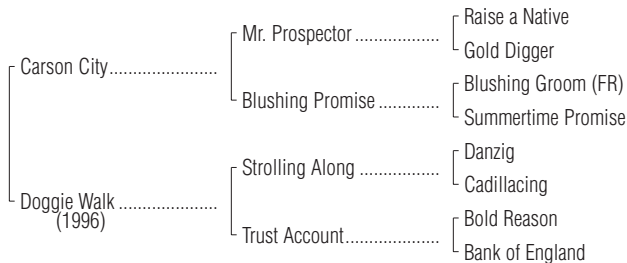 Raise a Native
Mr. Prospector ..................
Gold Digger
Carson City.......................
Blushing Groom (FR)
Blushing Promise .............
Summertime Promise
Danzig
Strolling Along .................
Cadillacing
Doggie Walk .....................
(1996)
Bold Reason
Trust Account....................
Bank of England